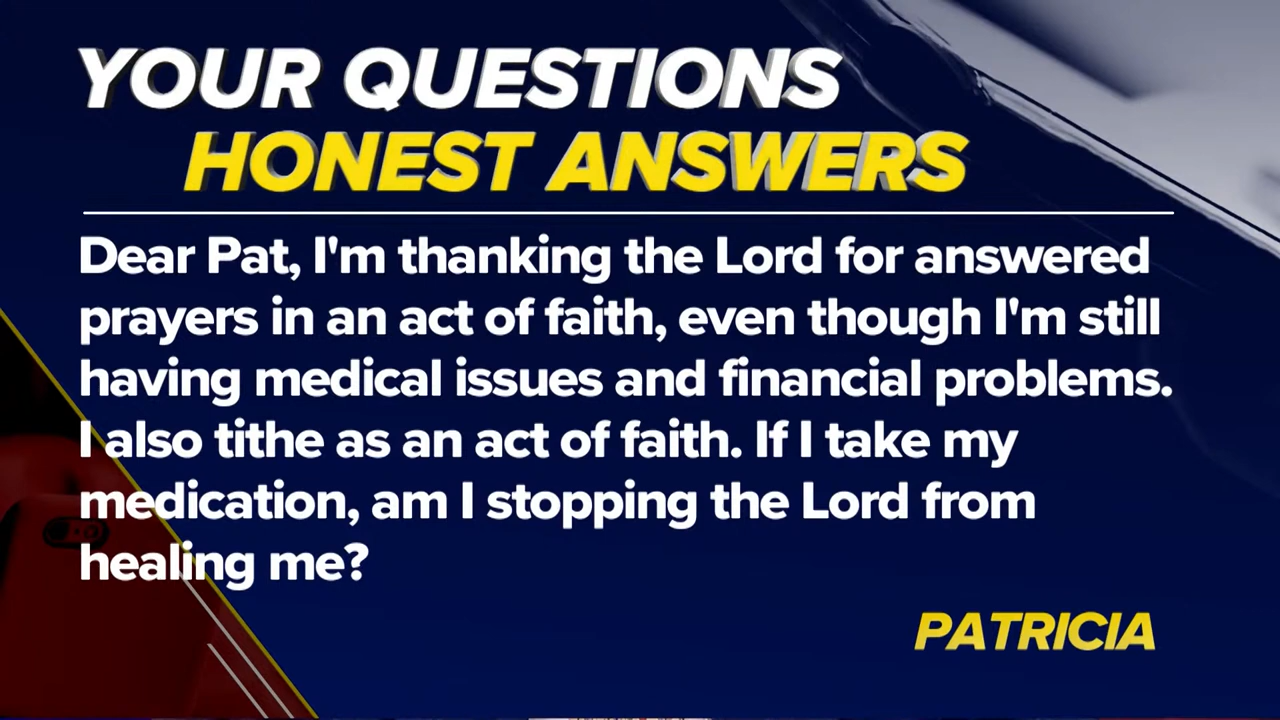 YOUR QUESTIONS
HONEST ANSWERS
Dear Pat, I'm thanking the Lord for answered
prayers in an act of faith, even though I'm still
having medical issues and financial problems.
I also tithe as an act of faith. If I take my
medication, am I stopping the Lord from
healing me?
PATRICIA